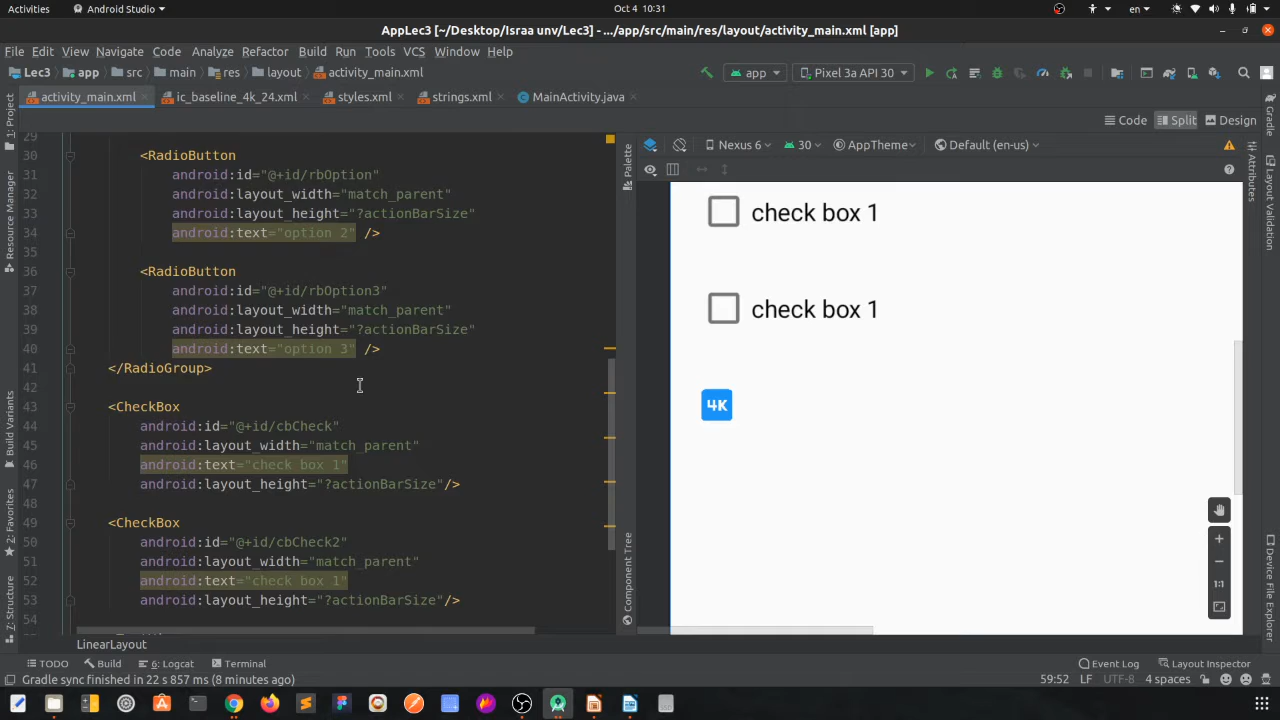 Activities
Android Studio
Oct 4 10:31
en
AppLec3 [~/Desktop/Israa unv/Lec3] - .../app/src/main/res/layout/activity_main.xml [app]
File Edit View Navigate Code Analyze Refactor Build Run Tools VCS Window Help
Lec3 app src main res layout activity_main.xml
app
Pixel 3a API 30
activity_main.xml ic_baseline_4k_24.xml styles.xml strings.xml MainActivity.java
Code Split Design
1: Project
Resource Manager
Build Variants
2: Favorites
7: Structure
29
30 <RadioButton
31 android:id="@+id/rbOption"
32 android:layout_width="match_parent"
33 android:layout_height="?actionBarSize"
34 android:text="option 2" />
35
36 <RadioButton
37 android:id="@+id/rbOption3"
38 android:layout_width="match_parent"
39 android:layout_height="?actionBarSize"
40 android:text="option 3" />
41 </RadioGroup>
42
43 <CheckBox
44 android:id="@+id/cbCheck"
45 android:layout_width="match_parent"
46 android:text="check box 1"
47 android:layout_height="?actionBarSize"/>
48
49 <CheckBox
50 android:id="@+id/cbCheck2"
51 android:layout_width="match_parent"
52 android:text="check box 1"
53 android:layout_height="?actionBarSize"/>
54
LinearLayout
Palette
Component Tree
Nexus 6 30 AppTheme Default (en-us)
check box 1
check box 1
4K
1:1
Gradle
Attributes
Layout Validation
Device File Explorer
TODO Build 6: Logcat Terminal
Event Log Layout Inspector
Gradle sync finished in 22 s 857 ms (8 minutes ago)
59:52 LF UTF-8 4 spaces